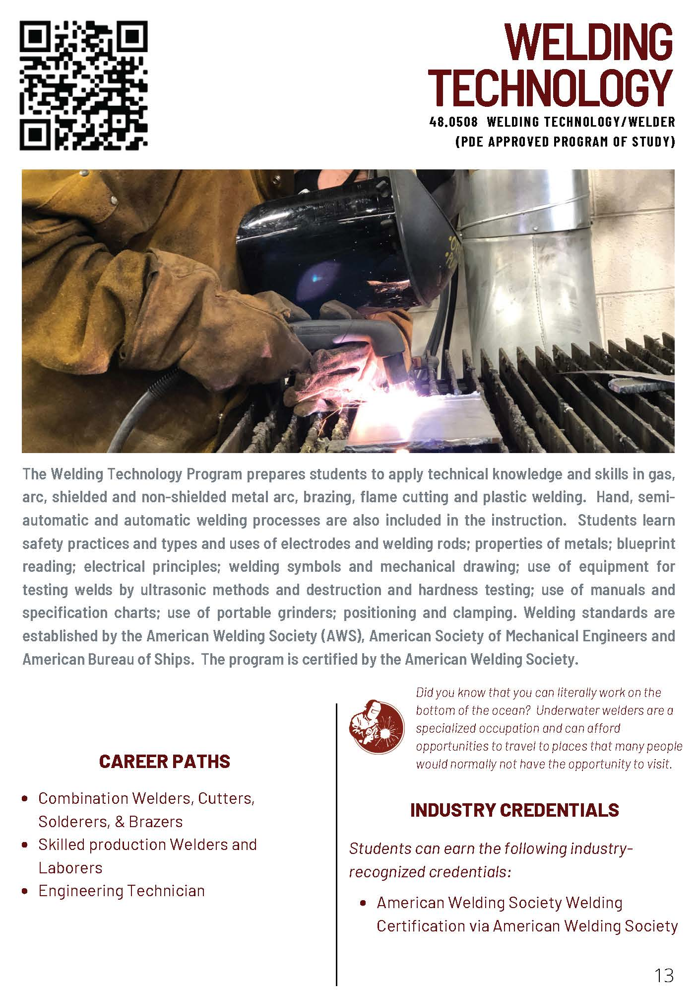 WELDING
TECHNOLOGY
48.0508 WELDING TECHNOLOGY/WELDER
(PDE APPROVED PROGRAM OF STUDY)
The Welding Technology Program prepares students to apply technical knowledge and skills in gas,
arc, shielded and non-shielded metal arc, brazing, flame cutting and plastic welding. Hand, semi-
automatic and automatic welding processes are also included in the instruction. Students learn
safety practices and types and uses of electrodes and welding rods; properties of metals; blueprint
reading; electrical principles; welding symbols and mechanical drawing; use of equipment for
testing welds by ultrasonic methods and destruction and hardness testing; use of manuals and
specification charts; use of portable grinders; positioning and clamping. Welding standards are
established by the American Welding Society (AWS), American Society of Mechanical Engineers and
American Bureau of Ships. The program is certified by the American Welding Society.
CAREER PATHS
• Combination Welders, Cutters,
Solderers, & Brazers
• Skilled production Welders and
Laborers
• Engineering Technician
Did you know that you can literally work on the
bottom of the ocean? Underwater welders are a
specialized occupation and can afford
opportunities to travel to places that many people
would normally not have the opportunity to visit.
INDUSTRY CREDENTIALS
Students can earn the following industry-
recognized credentials:
• American Welding Society Welding
Certification via American Welding Society
13